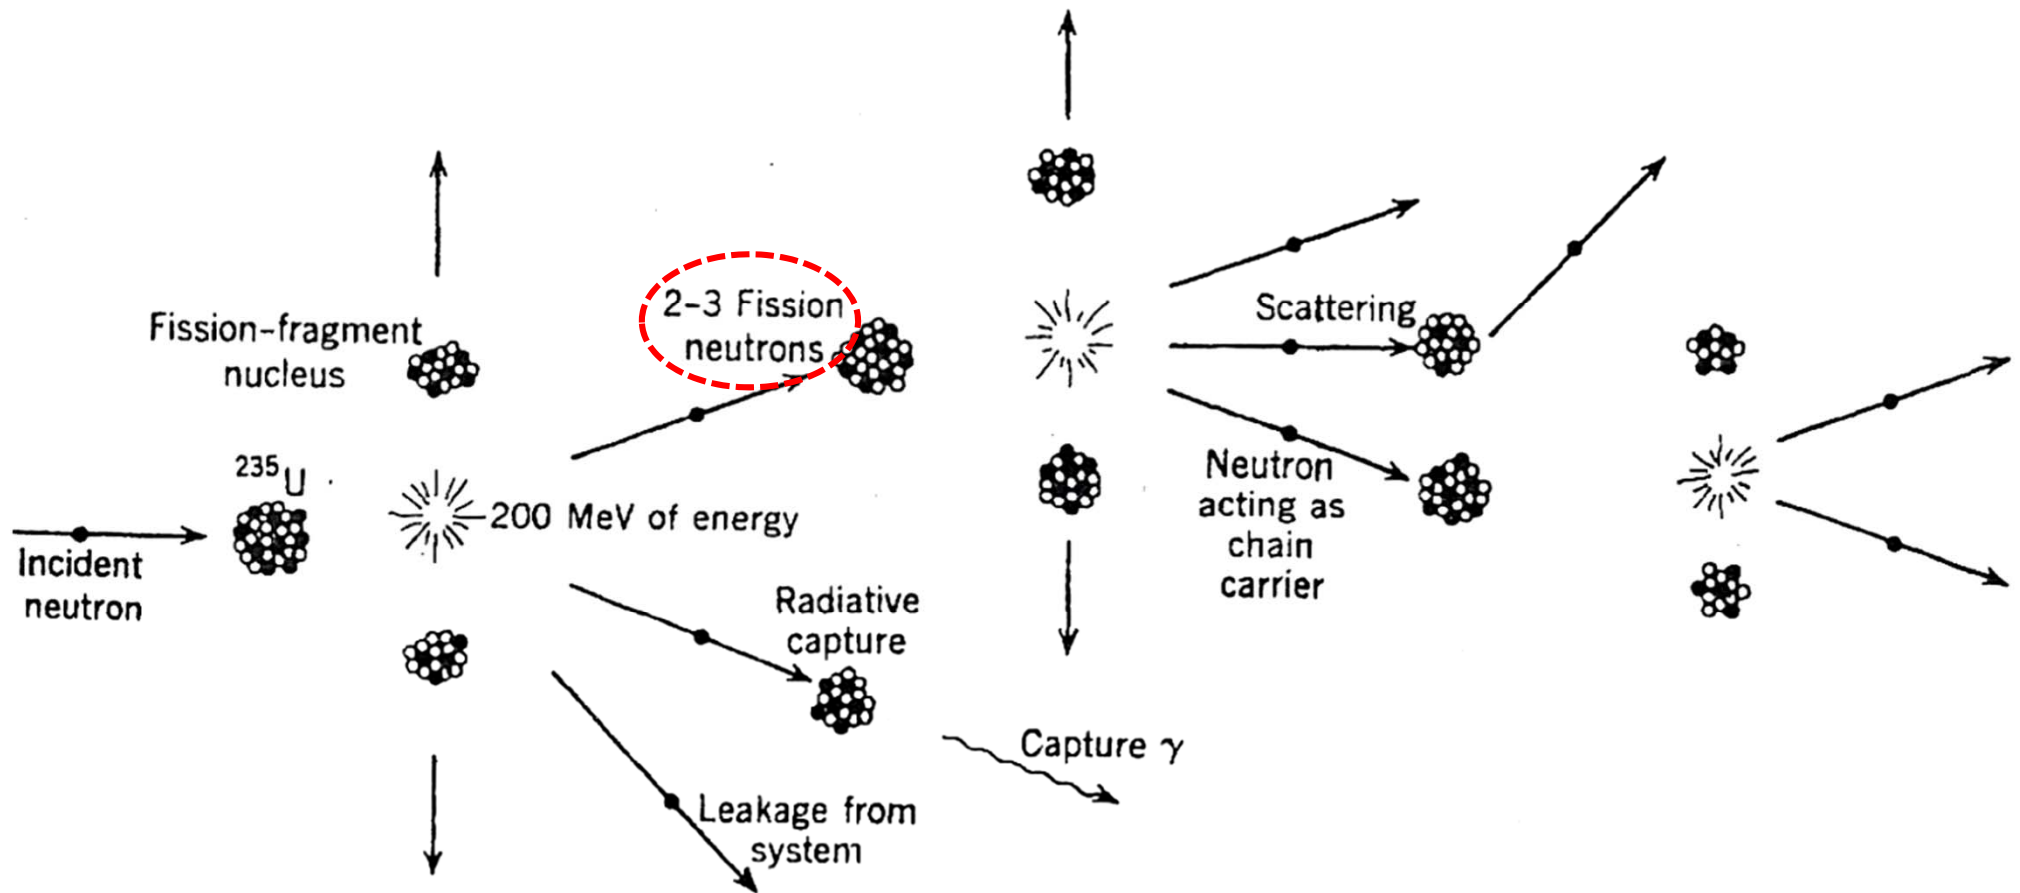 2-3 Fission
neutrons
Fission-fragment
nucleus
Scattering
235U
200 MeV of energy
Incident
neutron
Neutron
acting as
chain
carrier
Radiative
capture
Capture γ
Leakage from
system